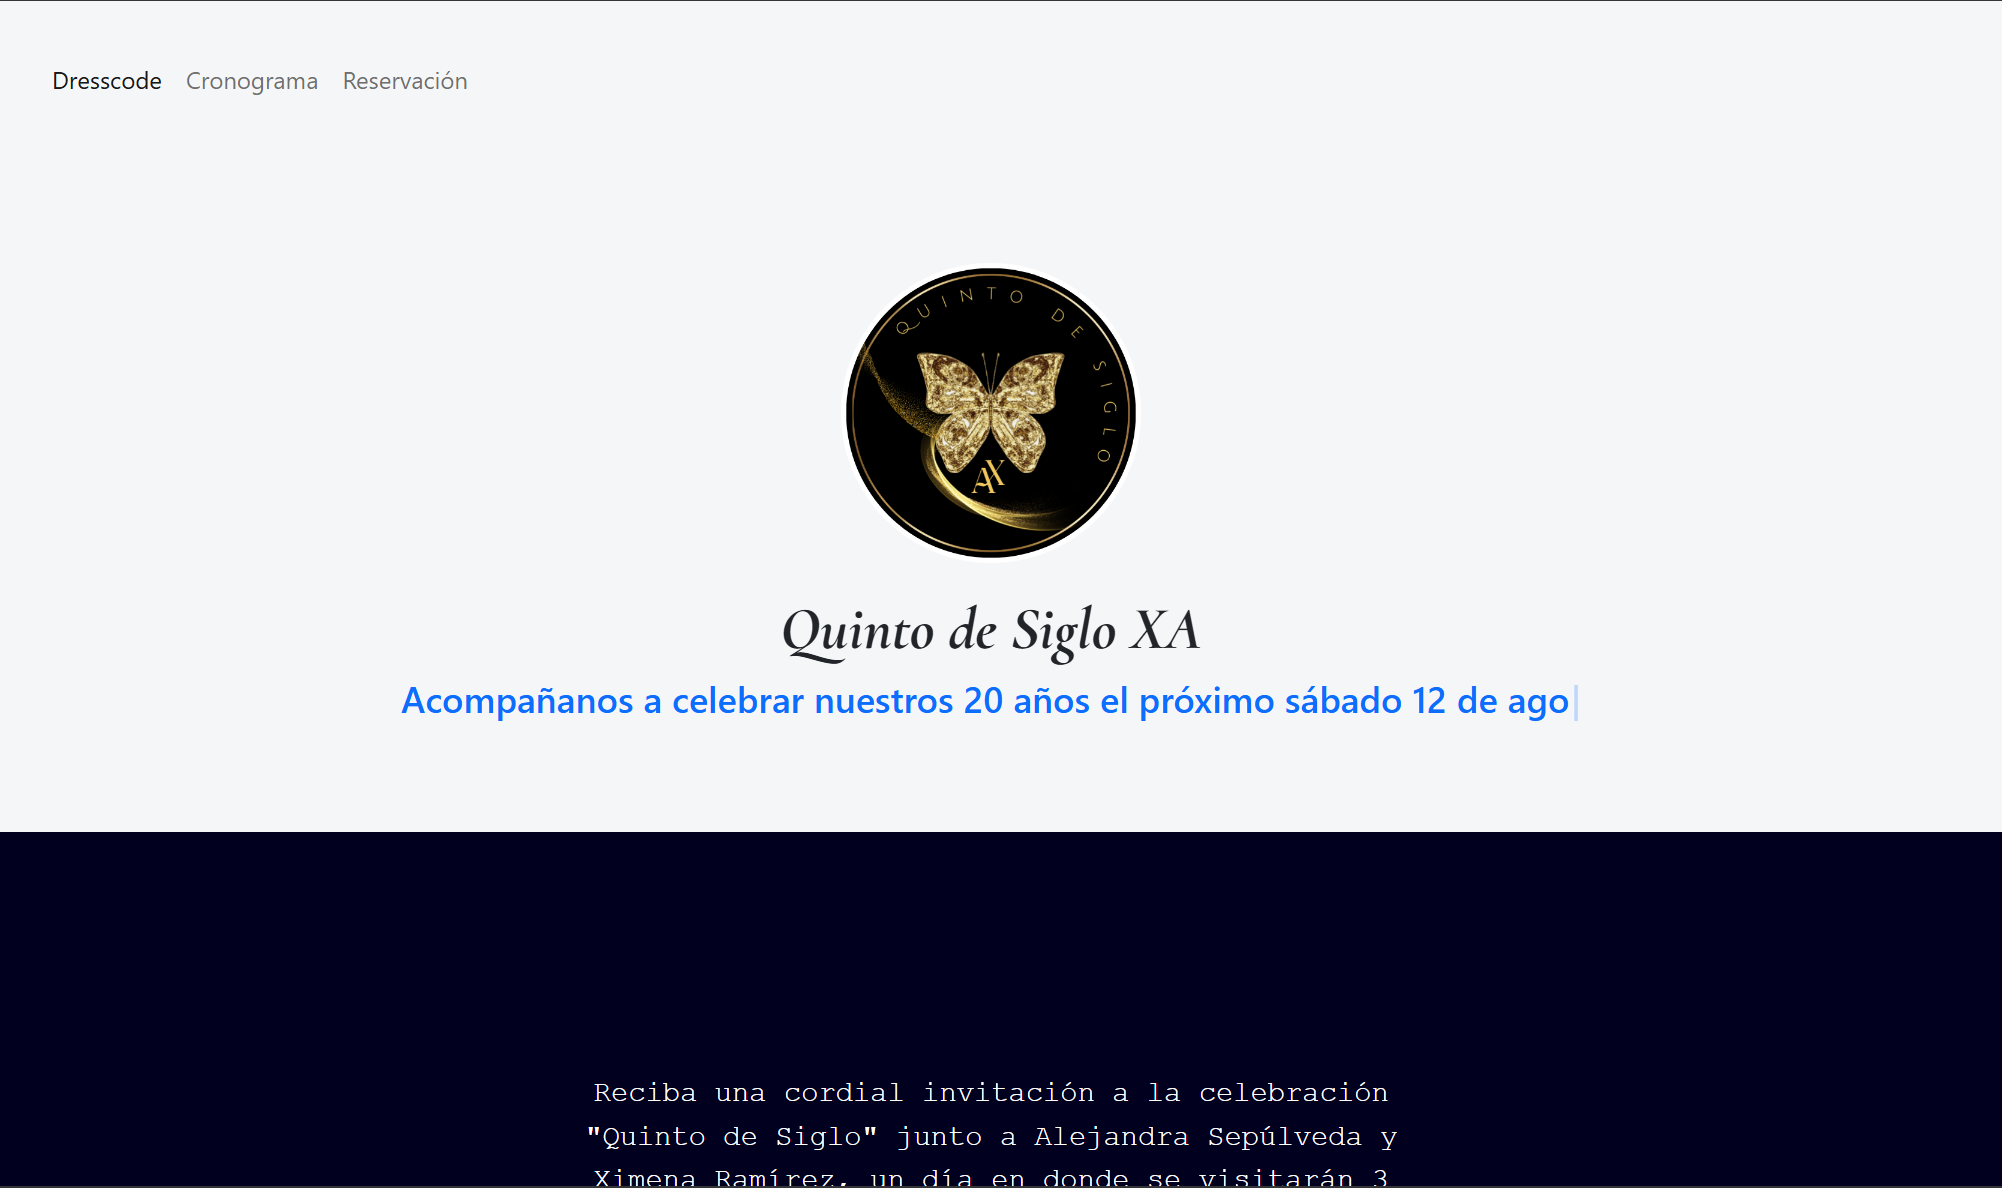 Dresscode Cronograma Reservación
QUINTO DE SIGLO
AX
Quinto de Siglo XA
Acompañanos a celebrar nuestros 20 años el próximo sábado 12 de ago
Reciba una cordial invitación a la celebración
"Quinto de Siglo" junto a Alejandra Sepúlveda y
Ximena Ramírez, un día en donde se visitarán 3